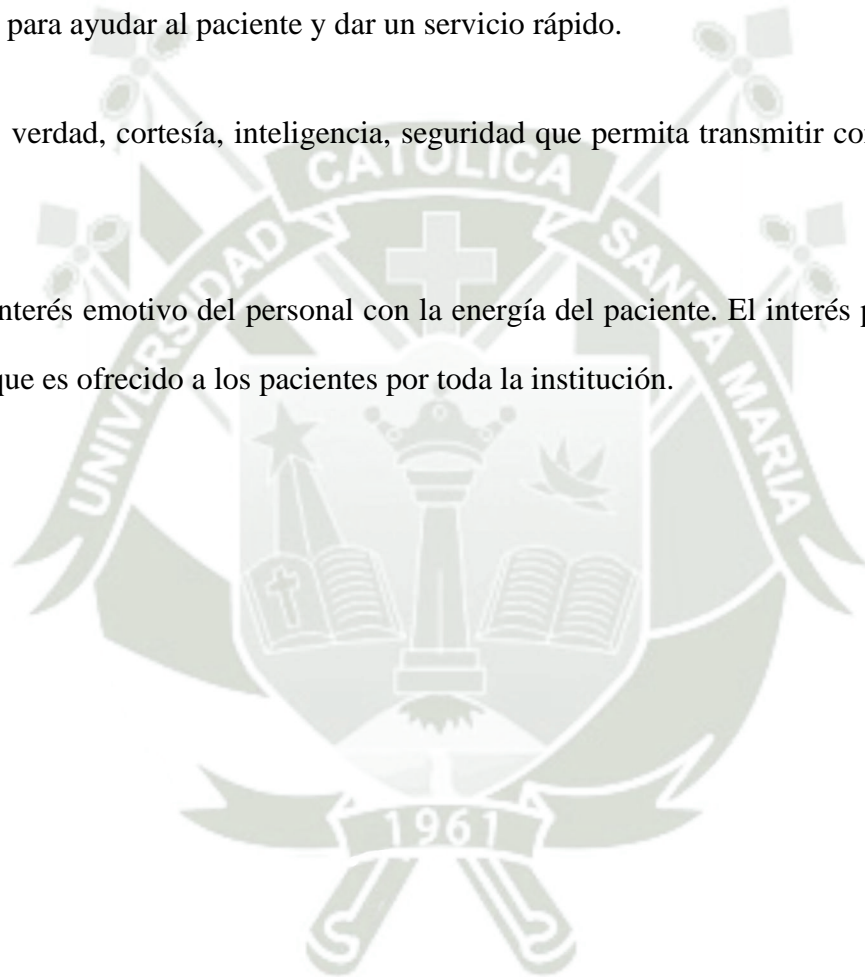 para ayudar al paciente y dar un servicio rápido.
verdad, cortesía, inteligencia, seguridad que permita transmitir
UNIVERSIDAD CATOLICA SANTA MARIA
nterés emotivo del personal con la energía del paciente. El interés
que es ofrecido a los pacientes por toda la institución.
1961